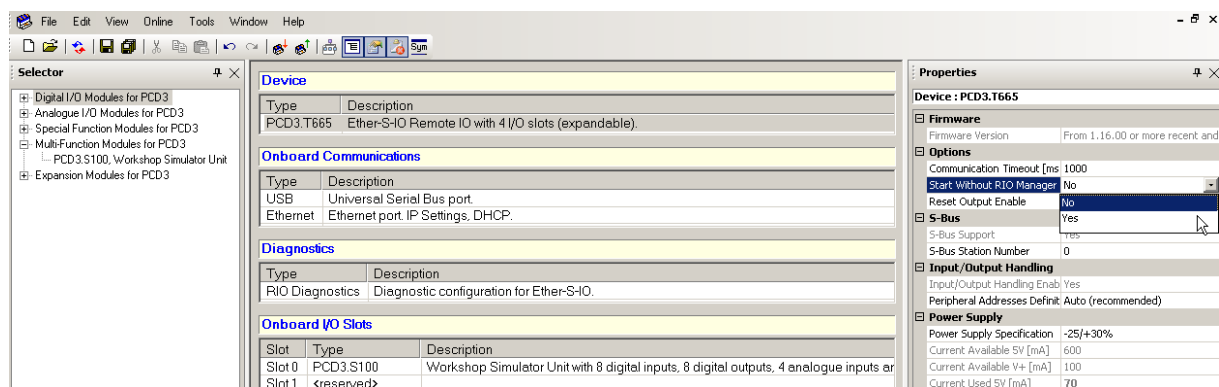 File Edit View Online Tools Window Help
Sym
Selector
Digital I/O Modules for PCD3
Analogue I/O Modules for PCD3
Special Function Modules for PCD3
Multi-Function Modules for PCD3
PCD3.S100, Workshop Simulator Unit
Expansion Modules for PCD3
Device
Type Description
PCD3.T665 Ether-S-IO Remote IO with 4 I/O slots (expandable).
Onboard Communications
Type Description
USB Universal Serial Bus port.
Ethernet Ethernet port. IP Settings, DHCP.
Diagnostics
Type Description
RIO Diagnostics Diagnostic configuration for Ether-S-IO.
Onboard I/O Slots
Slot Type Description
Slot 0 PCD3.S100 Workshop Simulator Unit with 8 digital inputs, 8 digital outputs, 4 analogue inputs ar
Slot 1 <reserved>
Properties
Device : PCD3.T665
Firmware
Firmware Version From 1.16.00 or more recent and
Options
Communication Timeout [ms 1000
Start Without RIO Manager No
Reset Output Enable No
Yes
S-Bus
S-Bus Support Yes
S-Bus Station Number 0
Input/Output Handling
Input/Output Handling Enab Yes
Peripheral Addresses Definit Auto (recommended)
Power Supply
Power Supply Specification -25/+30%
Current Available 5V [mA] 600
Current Available V+ [mA] 100
Current Used 5V [mA] 70